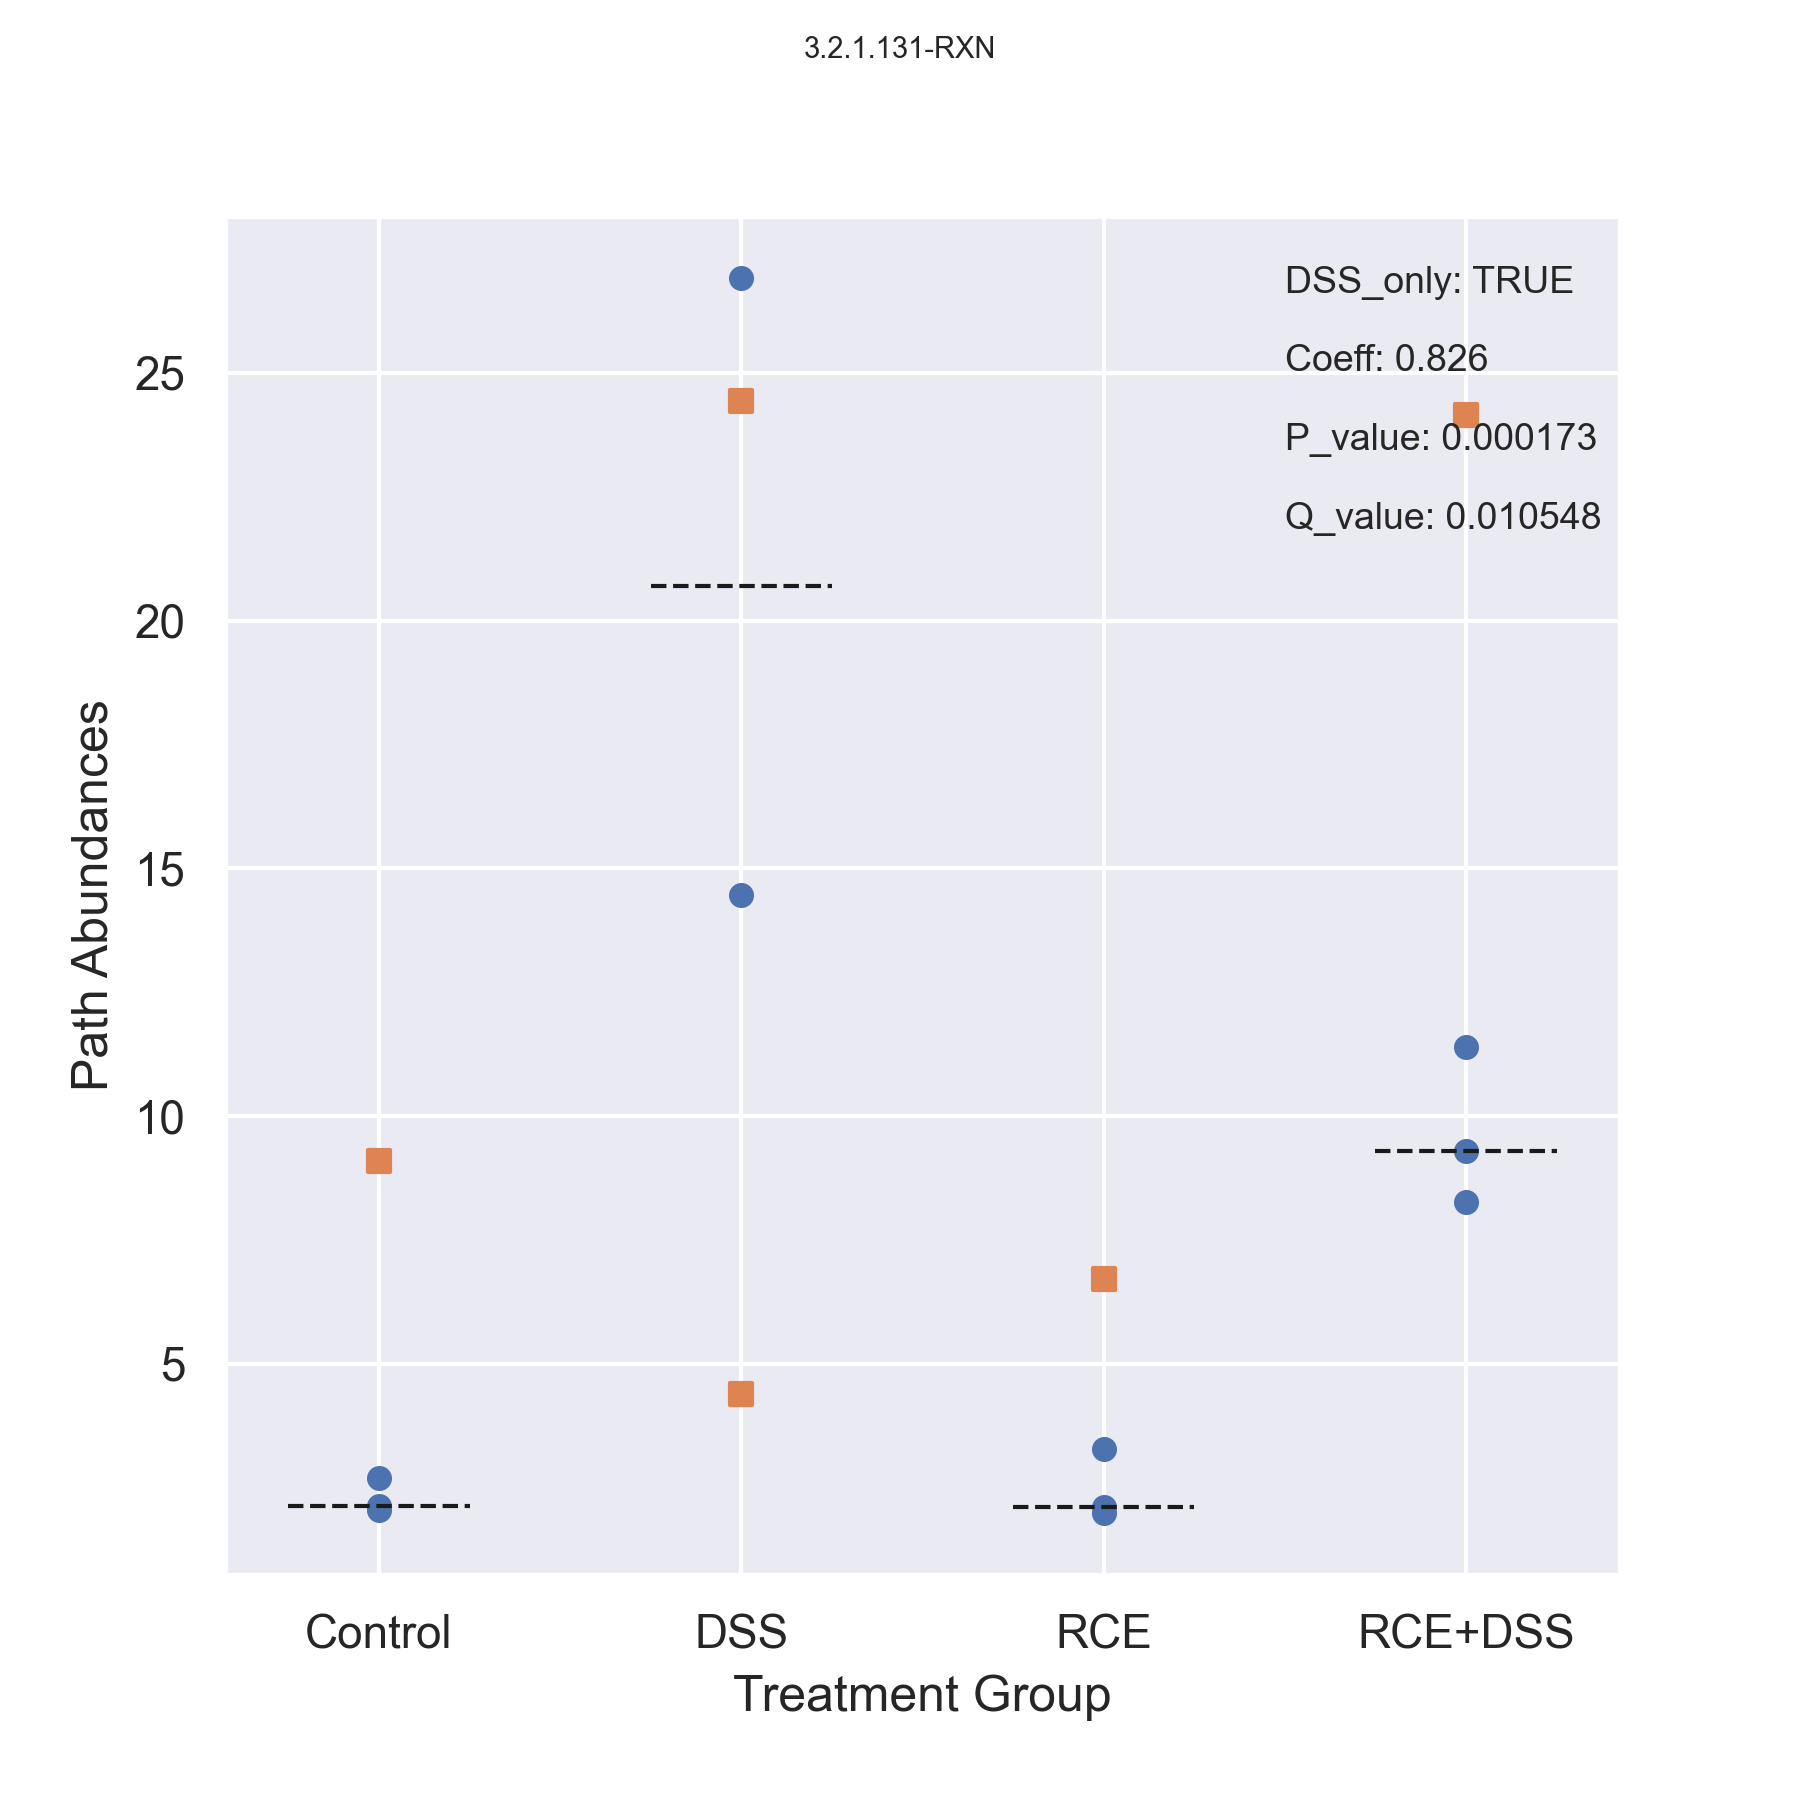 3.2.1.131-RXN
DSS_only: TRUE
Coeff: 0.826
P_value: 0.000173
Q_value: 0.010548
25
20
15
10
5
Path Abundances
Control
DSS
RCE
RCE+DSS
Treatment Group